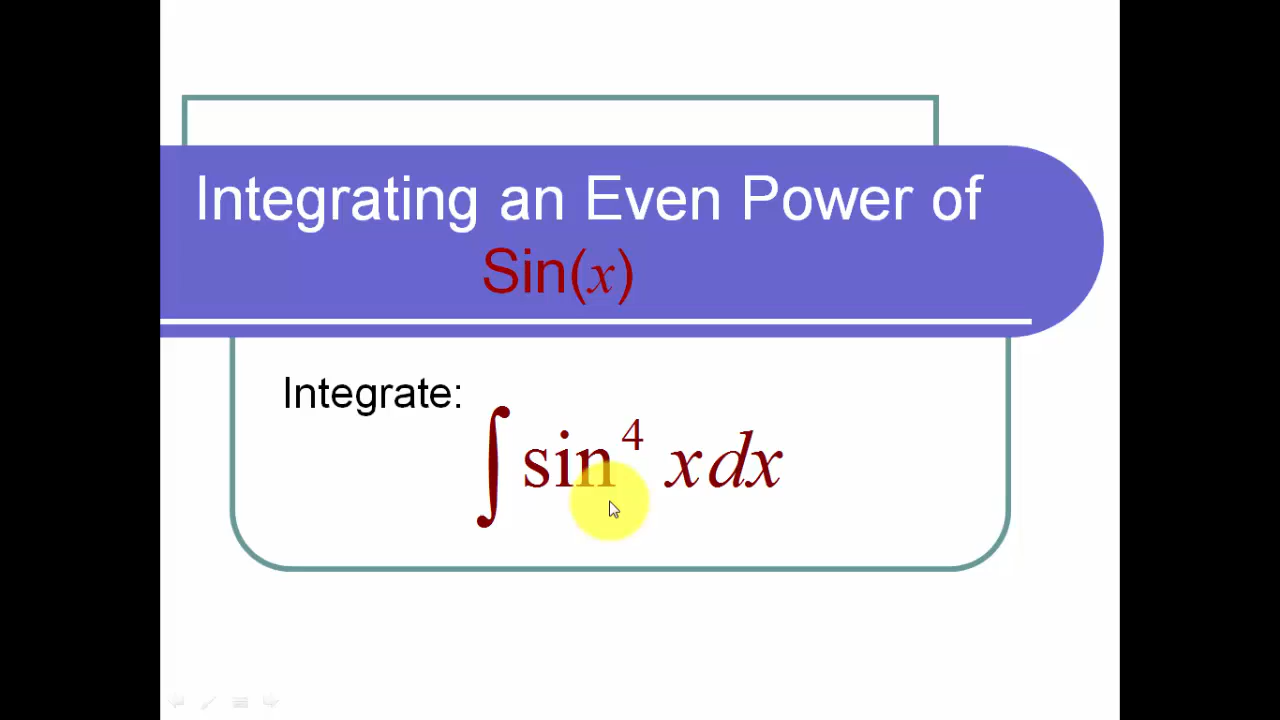 Integrating an Even Power of
Sin(x)
Integrate:
∫ sin⁴ x dx